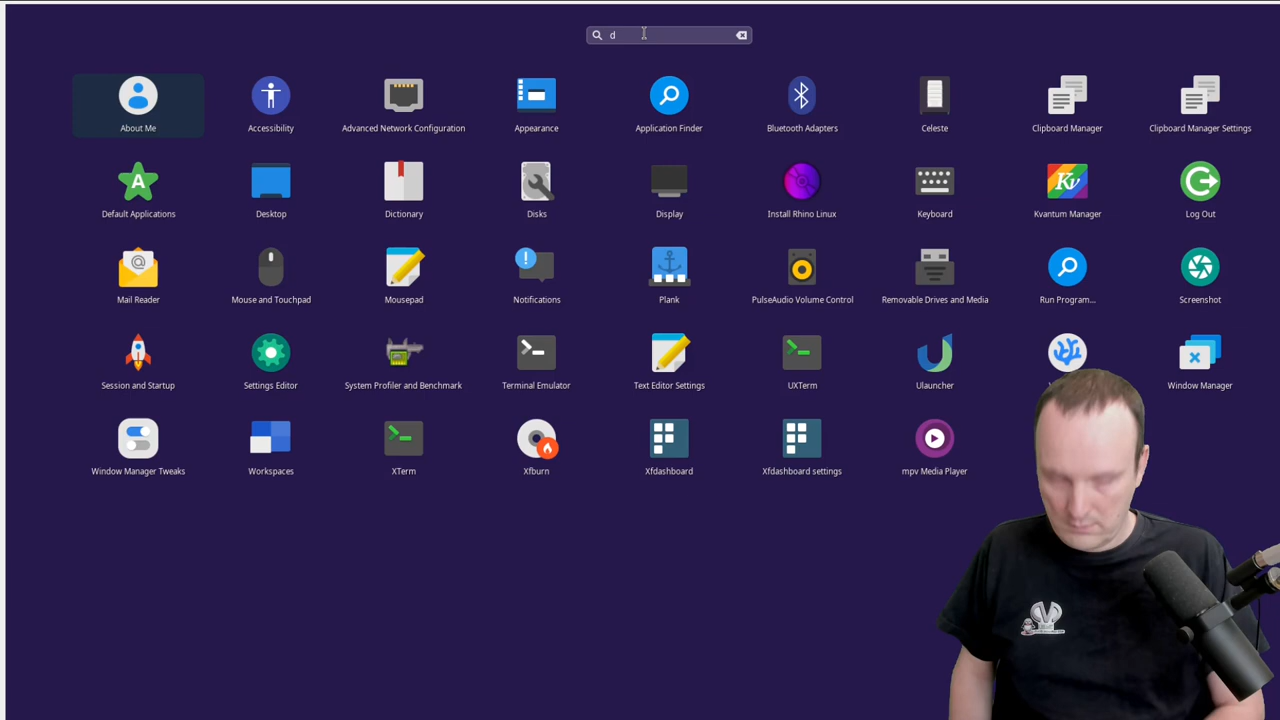 d
About Me
Accessibility
Advanced Network Configuration
Appearance
Application Finder
Bluetooth Adapters
Celeste
Clipboard Manager
Clipboard Manager Settings
Default Applications
Desktop
Dictionary
Disks
Display
Install Rhino Linux
Keyboard
Kvantum Manager
Log Out
Mail Reader
Mouse and Touchpad
Mousepad
Notifications
Plank
PulseAudio Volume Control
Removable Drives and Media
Run Program...
Screenshot
Session and Startup
Settings Editor
System Profiler and Benchmark
Terminal Emulator
Text Editor Settings
UXTerm
Ulauncher
Window Manager
Window Manager Tweaks
Workspaces
XTerm
Xfburn
Xfdashboard
Xfdashboard settings
mpv Media Player